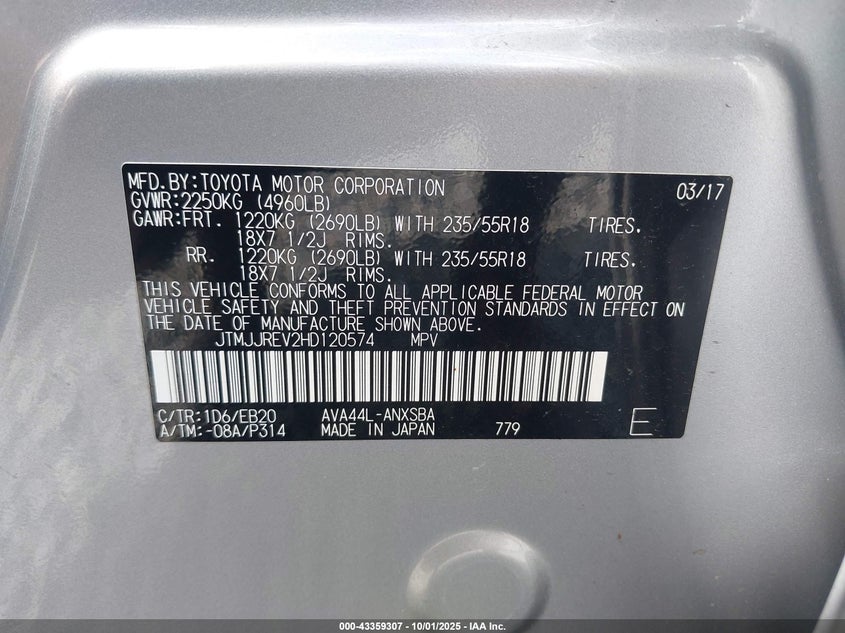 MFD.BY:TOYOTA MOTOR CORPORATION 03/17
GVWR:2250KG (4960LB)
GAWR:FRT. 1220KG (2690LB) WITH 235/55R18 TIRES.
18X7 1/2J RIMS.
RR. 1220KG (2690LB) WITH 235/55R18 TIRES.
18X7 1/2J RIMS.
THIS VEHICLE CONFORMS TO ALL APPLICABLE FEDERAL MOTOR
VEHICLE SAFETY AND THEFT PREVENTION STANDARDS IN EFFECT ON
THE DATE OF MANUFACTURE SHOWN ABOVE.
JTMJJREV2HD120574 MPV
C/TR:1D6/EB20 AVA44L-ANXSBA
A/TM:-08A/P314 MADE IN JAPAN 779 E
000-43359307 - 10/01/2025 - IAA Inc.